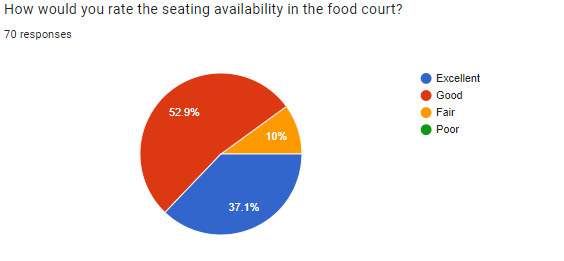 How would you rate the seating availability in the food court?
70 responses
52.9%
10%
37.1%
Excellent
Good
Fair
Poor